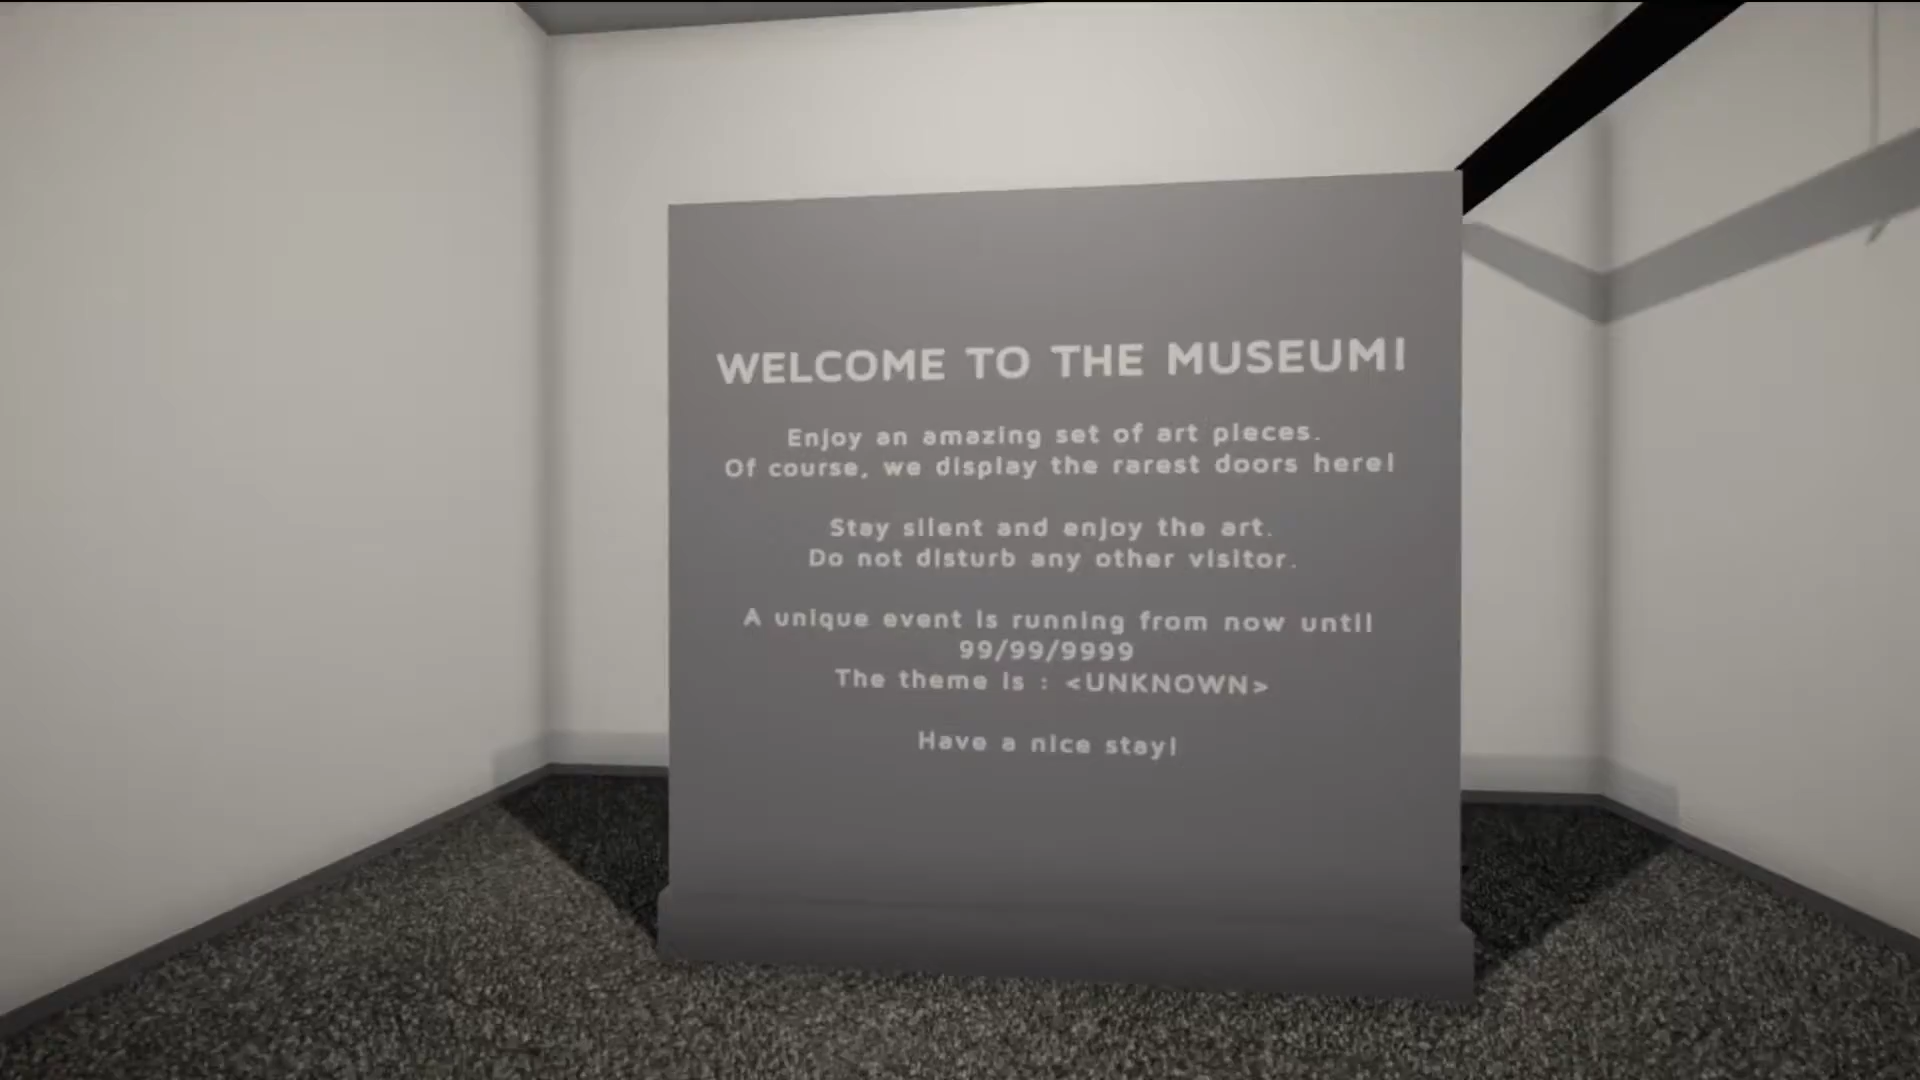 WELCOME TO THE MUSEUM!
Enjoy an amazing set of art pieces.
Of course, we display the rarest doors here!
Stay silent and enjoy the art.
Do not disturb any other visitor.
A unique event is running from now until
99/99/9999
The theme is : <UNKNOWN>
Have a nice stay!